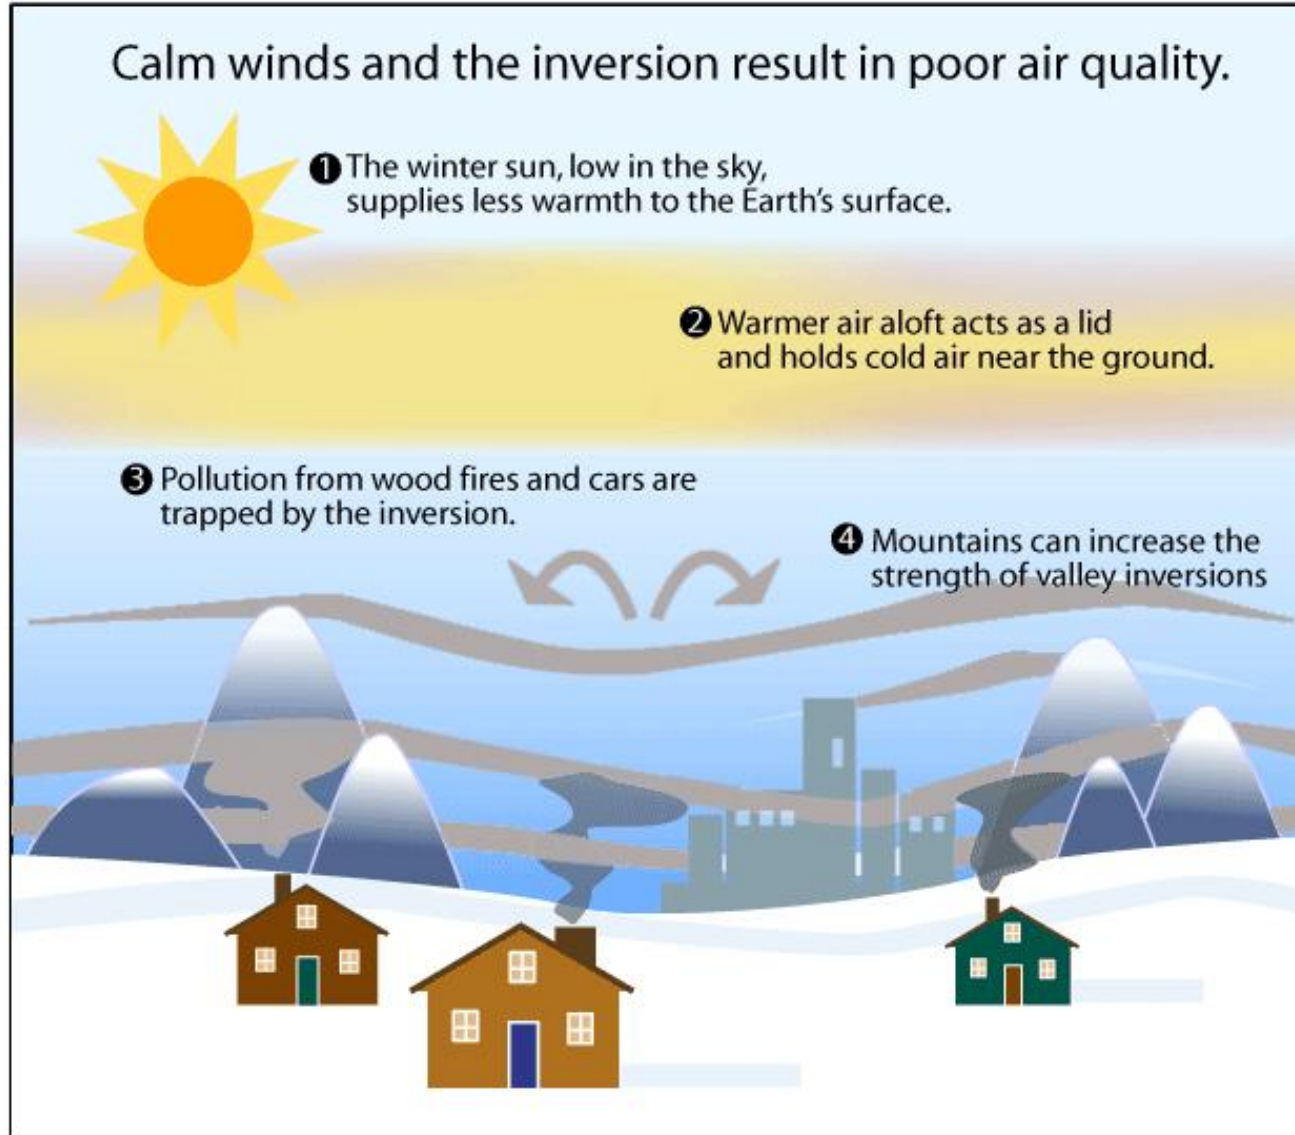 Calm winds and the inversion result in poor air quality.
❶ The winter sun, low in the sky,
supplies less warmth to the Earth's surface.
❷ Warmer air aloft acts as a lid
and holds cold air near the ground.
❸ Pollution from wood fires and cars are
trapped by the inversion.
❹ Mountains can increase the
strength of valley inversions